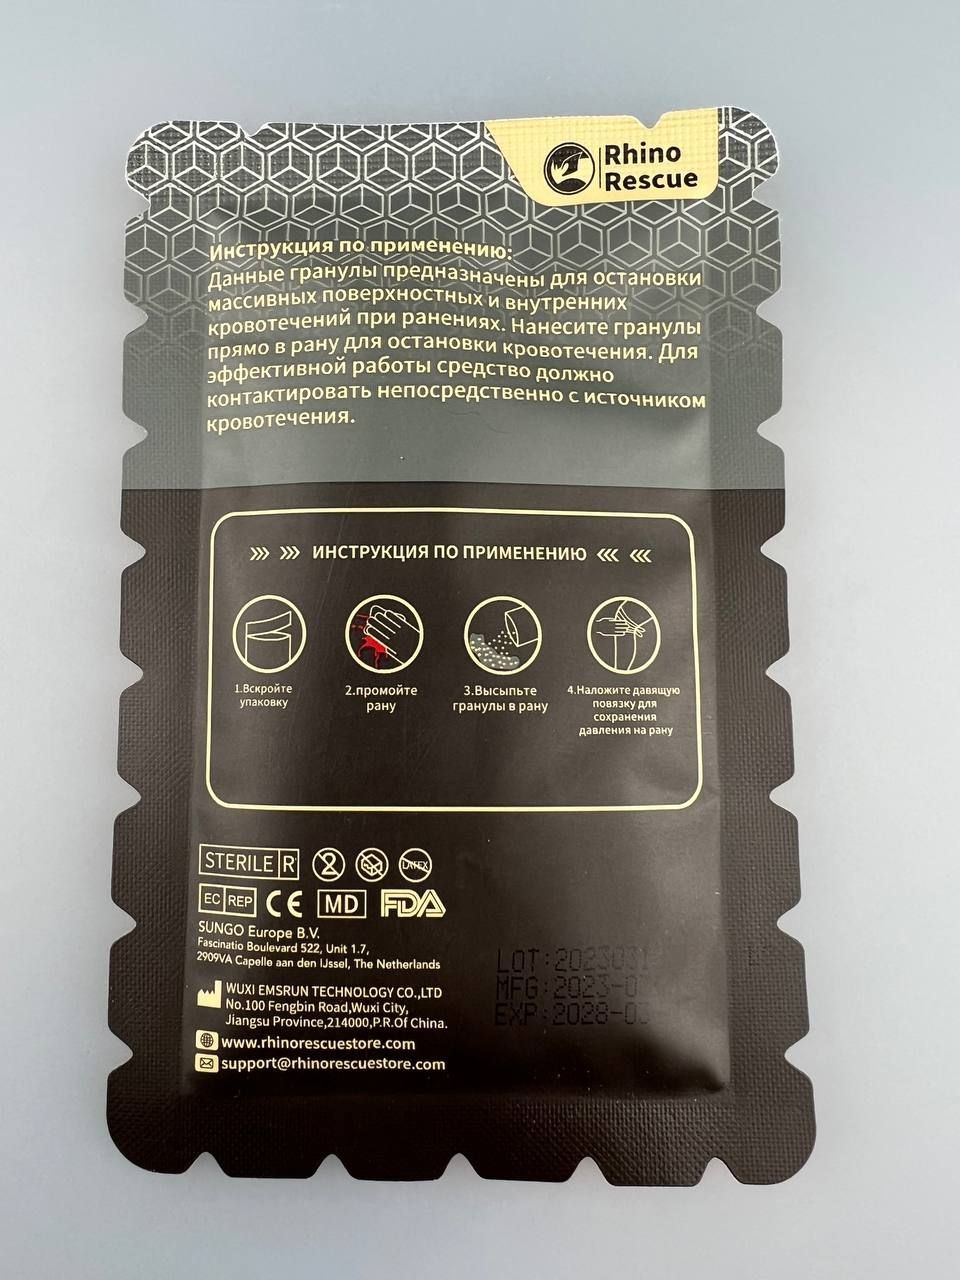 Rhino
Rescue
Инструкция по применению:
Данные гранулы предназначены для остановки
массивных поверхностных и внутренних
кровотечений при ранениях. Нанесите гранулы
прямо в рану для остановки кровотечения. Для
эффективной работы средство должно
контактировать непосредственно с источником
кровотечения.
ИНСТРУКЦИЯ ПО ПРИМЕНЕНИЮ
1.Вскройте
упаковку
2.промойте
рану
3.Высыпьте
гранулы в рану
4.Наложите давящую
повязку для
сохранения
давления на рану
STERILE R
2
LATEX
EC REP CE MD FDA
SUNGO Europe B.V.
Fascinatio Boulevard 522, Unit 1.7,
2909VA Capelle aan den IJssel, The Netherlands
WUXI EMSRUN TECHNOLOGY CO.,LTD
No.100 Fengbin Road,Wuxi City,
Jiangsu Province,214000,P.R.Of China.
www.rhinorescuestore.com
support@rhinorescuestore.com
LOT:
MFG:
EXP: